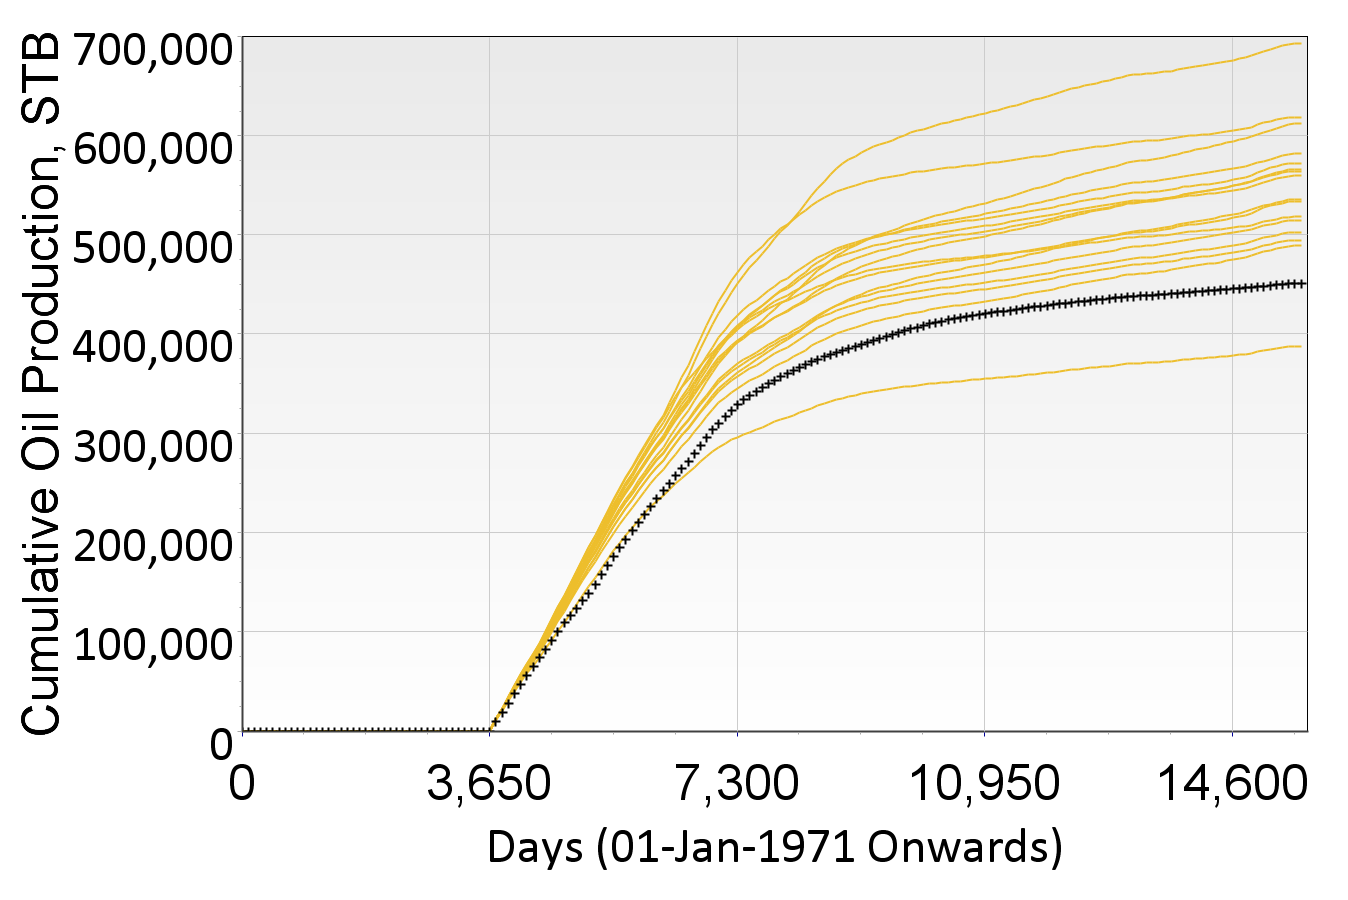 Cumulative Oil Production, STB
700,000
600,000
500,000
400,000
300,000
200,000
100,000
0
0 3,650 7,300 10,950 14,600
Days (01-Jan-1971 Onwards)